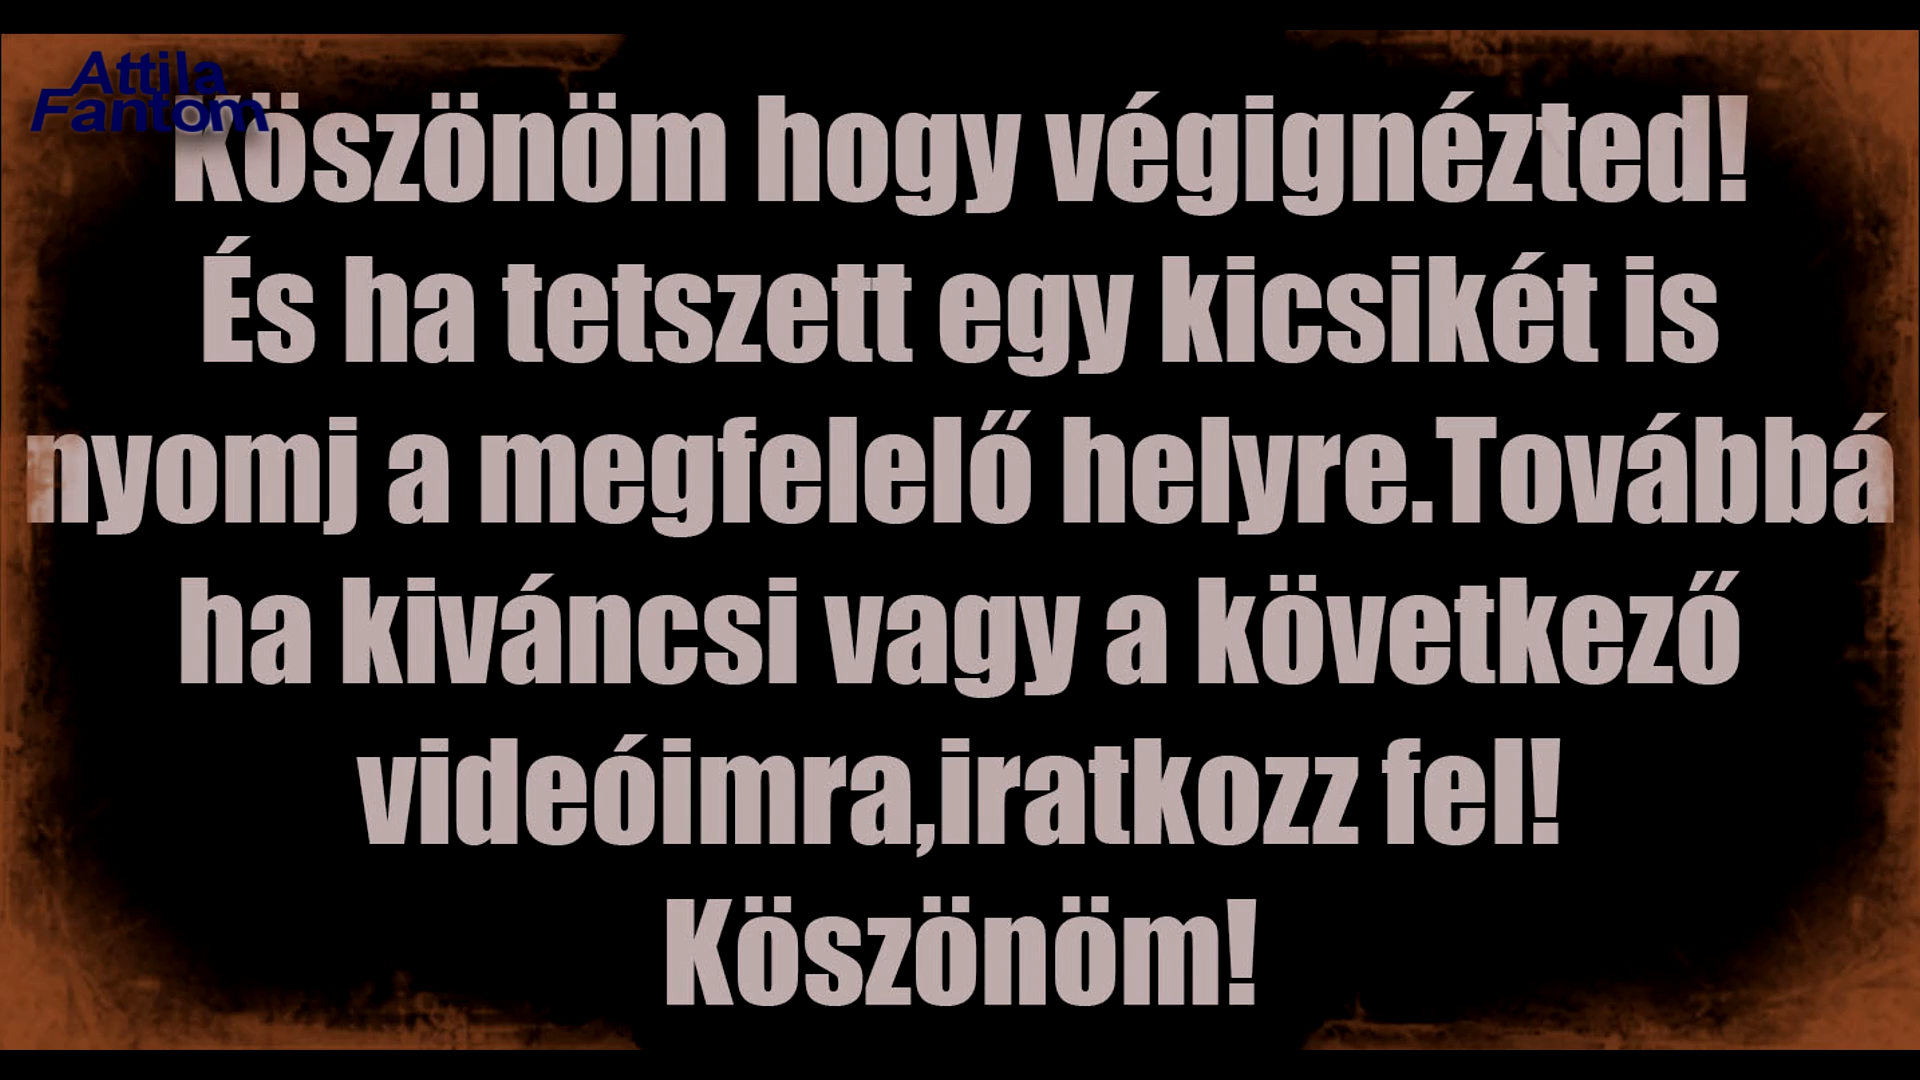 Attila
Fantom
Köszönöm hogy végignézted!
És ha tetszett egy kicsikét is
nyomj a megfelelő helyre.Továbbá
ha kiváncsi vagy a következő
videóimra,iratkozz fel!
Köszönöm!